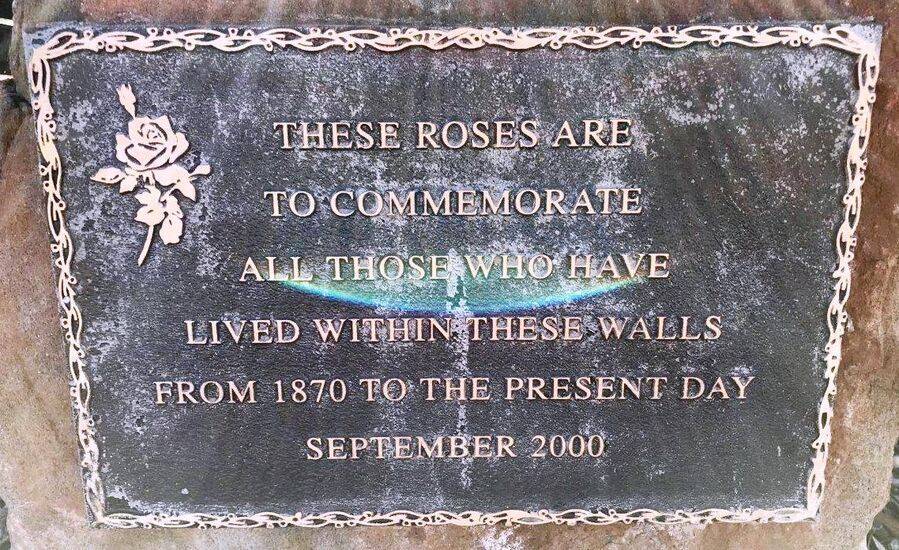 THESE ROSES ARE
TO COMMEMORATE
ALL THOSE WHO HAVE
LIVED WITHIN THESE WALLS
FROM 1870 TO THE PRESENT DAY
SEPTEMBER 2000